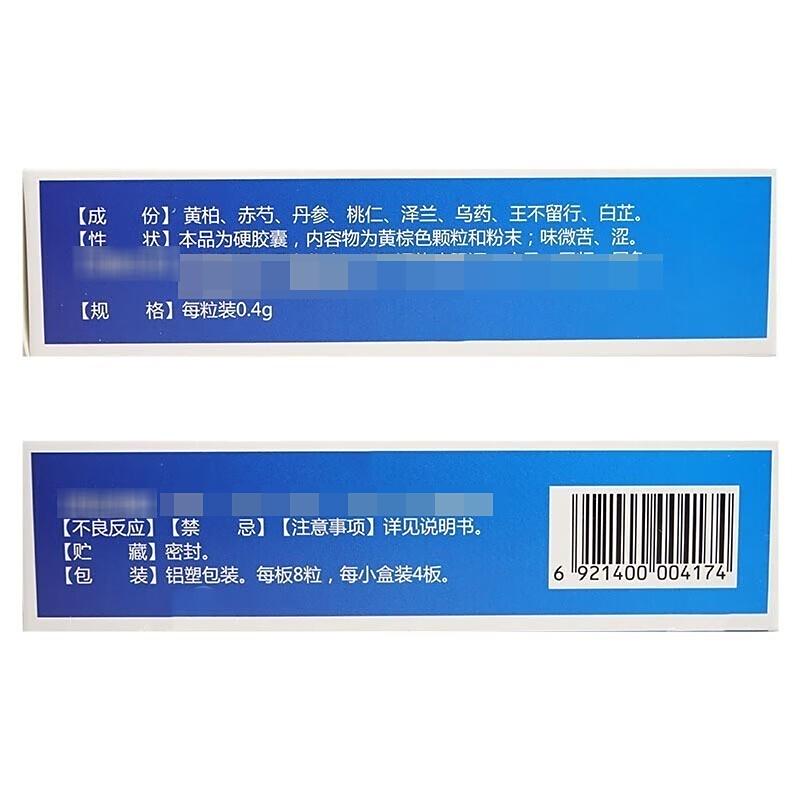 【成 份】黄柏、赤芍、丹参、桃仁、泽兰、乌药、王不留行、白芷。
【性 状】本品为硬胶囊，内容物为黄棕色颗粒和粉末；味微苦、涩。
【规 格】每粒装0.4g
【不良反应】【禁 忌】【注意事项】详见说明书。
【贮 藏】密封。
【包 装】铝塑包装。每板8粒，每小盒装4板。
6 921400 004174